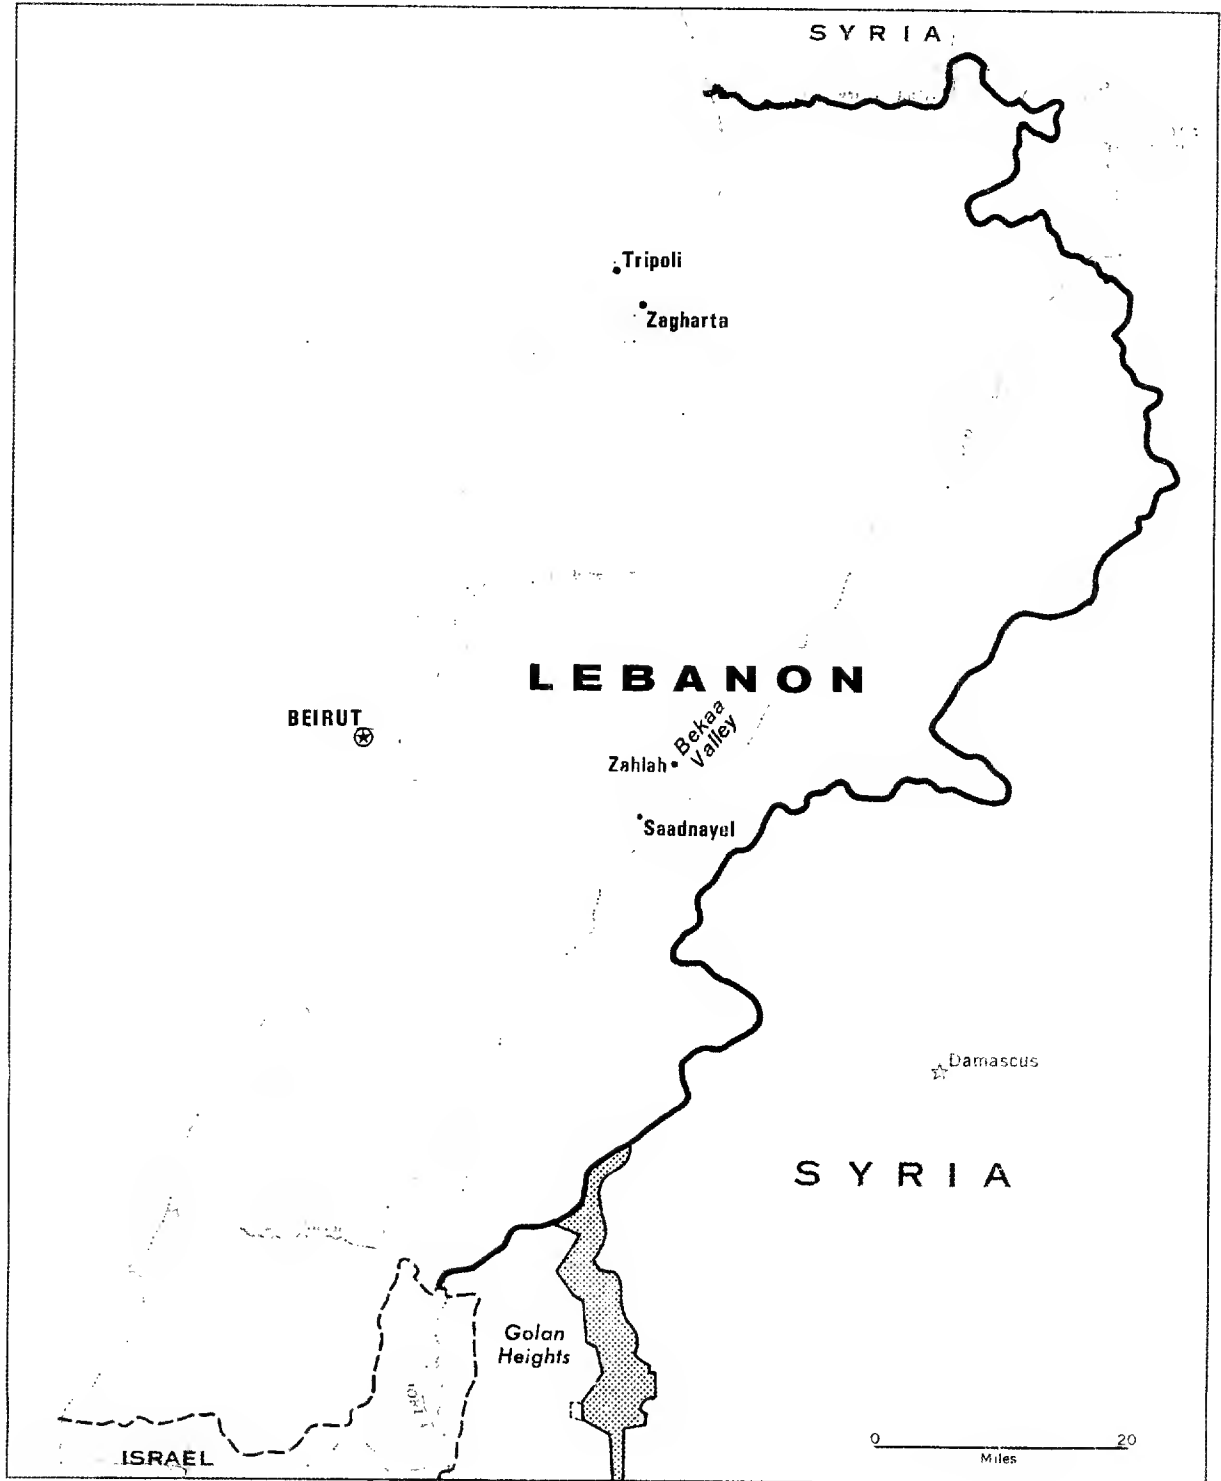 SYRIA
Tripoli
Zagharta
LEBANON
BEIRUT
Bekaa
Valley
Zahlah
Saadnayel
Damascus
SYRIA
Golan
Heights
ISRAEL
0 20
Miles